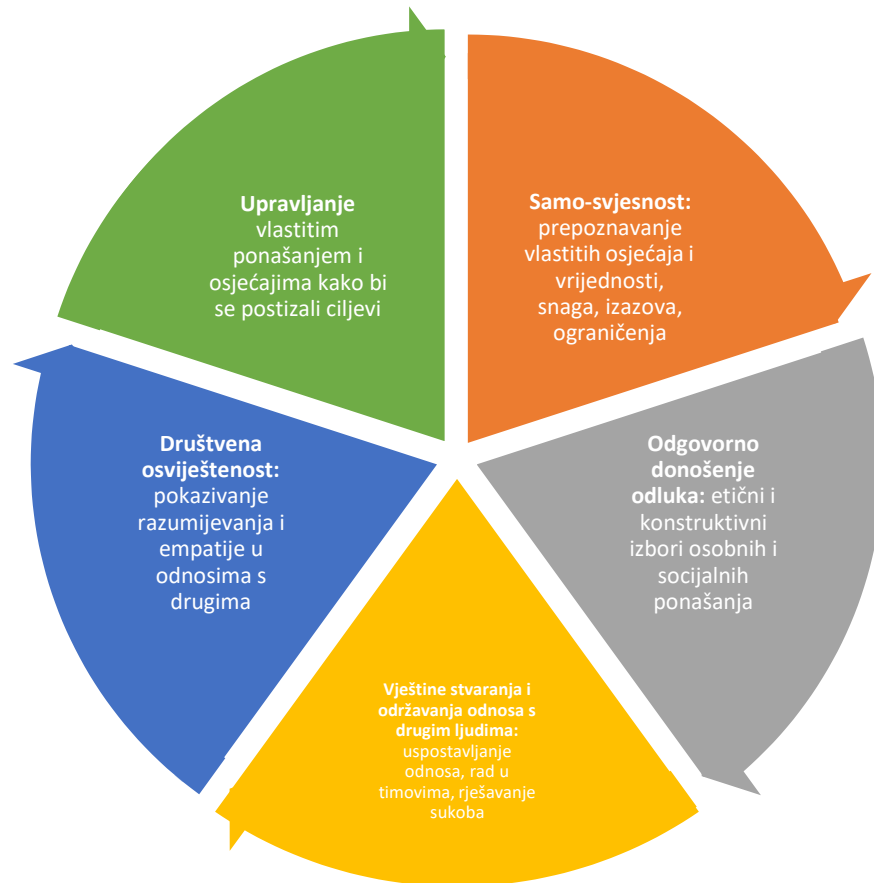 Samo-svjesnost:
prepoznavanje
vlastitih osjećaja i
vrijednosti,
snaga, izazova,
ograničenja
Odgovorno
donošenje
odluka: etični i
konstruktivni
izbori osobnih i
socijalnih
ponašanja
Vještine stvaranja i
održavanja odnosa s
drugim ljudima:
uspostavljanje
odnosa, rad u
timovima, rješavanje
sukoba
Društvena
osviještenost:
pokazivanje
razumijevanja i
empatije u
odnosima s
drugima
Upravljanje
vlastitim
ponašanjem i
osjećajima kako bi
se postizali ciljevi